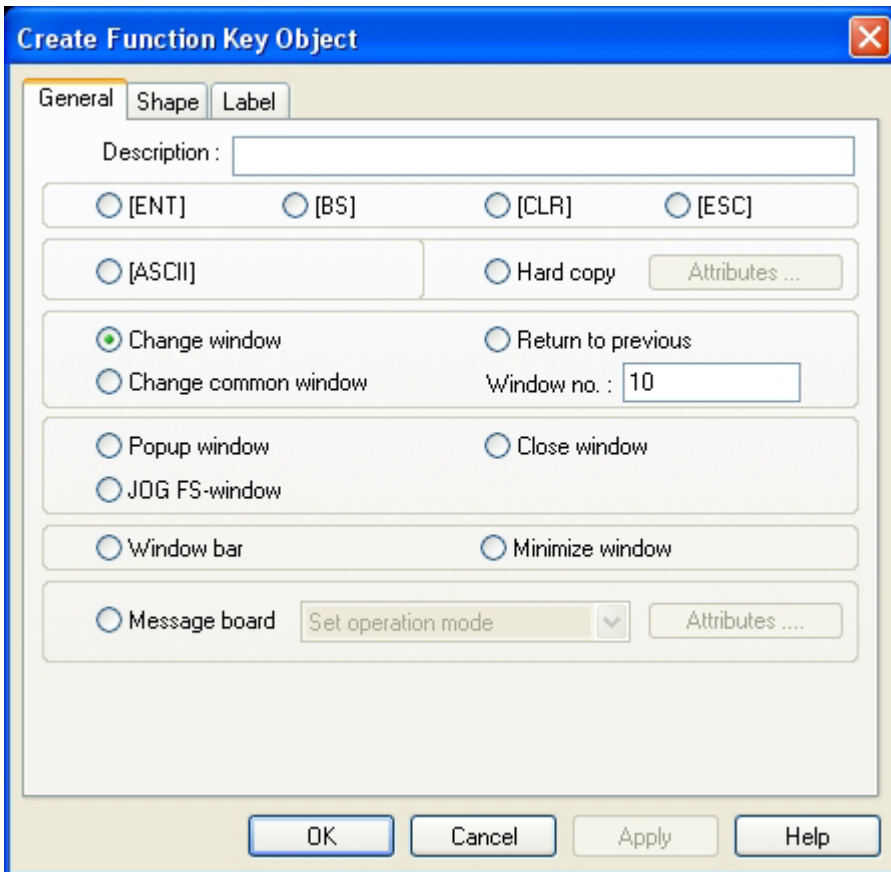 Create Function Key Object
General Shape Label
Description :
[ENT] [BS] [CLR] [ESC]
[ASCII] Hard copy Attributes ...
Change window Return to previous
Change common window Window no. : 10
Popup window Close window
JOG FS-window
Window bar Minimize window
Message board Set operation mode Attributes ....
OK Cancel Apply Help